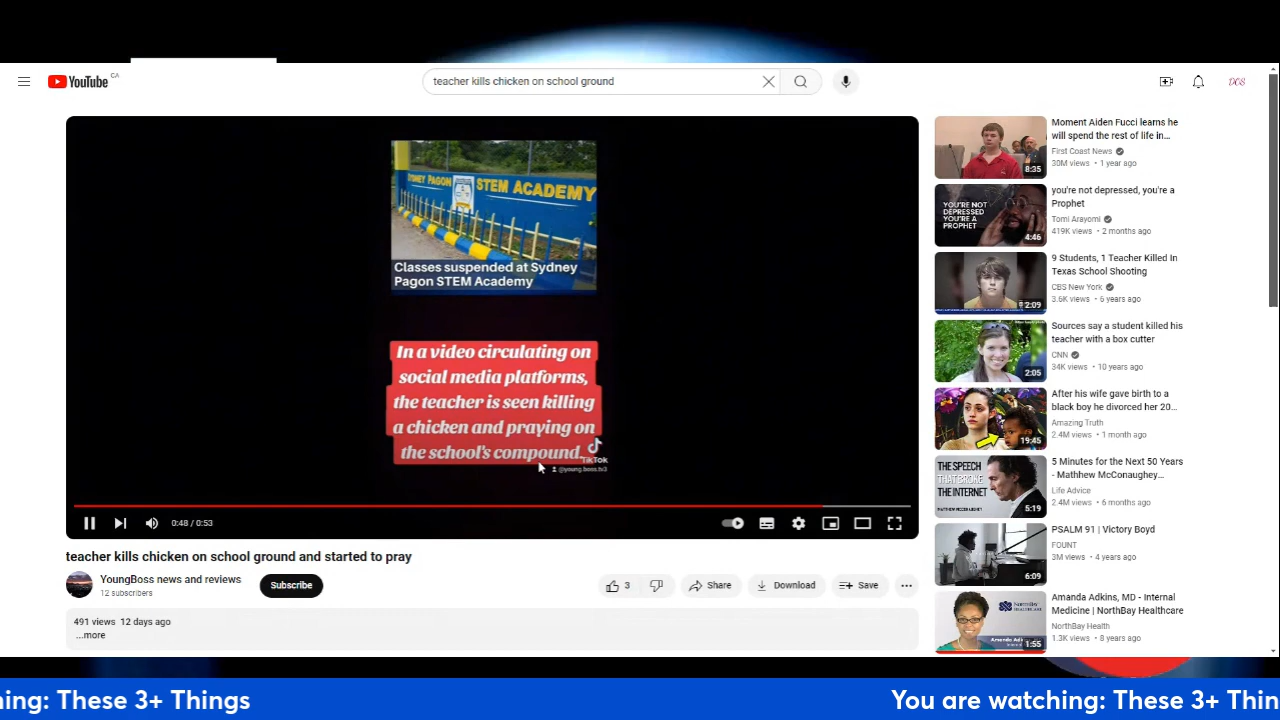 YouTube CA
teacher kills chicken on school ground
DOS
SYDNEY PAGON STEM ACADEMY
Classes suspended at Sydney
Pagon STEM Academy
In a video circulating on
social media platforms,
the teacher is seen killing
a chicken and praying on
the school's compound.
TikTok
@young.boss.tv3
0:48 / 0:53
teacher kills chicken on school ground and started to pray
YoungBoss news and reviews
12 subscribers
Subscribe
3
Share
Download
Save
491 views 12 days ago
...more
8:35
Moment Aiden Fucci learns he
will spend the rest of life in...
First Coast News
30M views • 1 year ago
YOU'RE NOT
DEPRESSED
YOU'RE A
PROPHET
4:46
you're not depressed, you're a
Prophet
Tomi Arayomi
419K views • 2 months ago
2:09
9 Students, 1 Teacher Killed In
Texas School Shooting
CBS New York
3.6K views • 6 years ago
2:05
Sources say a student killed his
teacher with a box cutter
CNN
34K views • 10 years ago
19:45
After his wife gave birth to a
black boy he divorced her 20...
Amazing Truth
2.4M views • 1 month ago
THE SPEECH
THAT BROKE
THE INTERNET
5:19
5 Minutes for the Next 50 Years
- Mathhew McConaughey...
Life Advice
2.4M views • 6 months ago
6:09
PSALM 91 | Victory Boyd
FOUNT
3M views • 4 years ago
NORTHBAY
HEALTHCARE
1:55
Amanda Adkins, MD - Internal
Medicine | NorthBay Healthcare
NorthBay Health
1.3K views • 8 years ago
ning: These 3+ Things
You are watching: These 3+ Thin